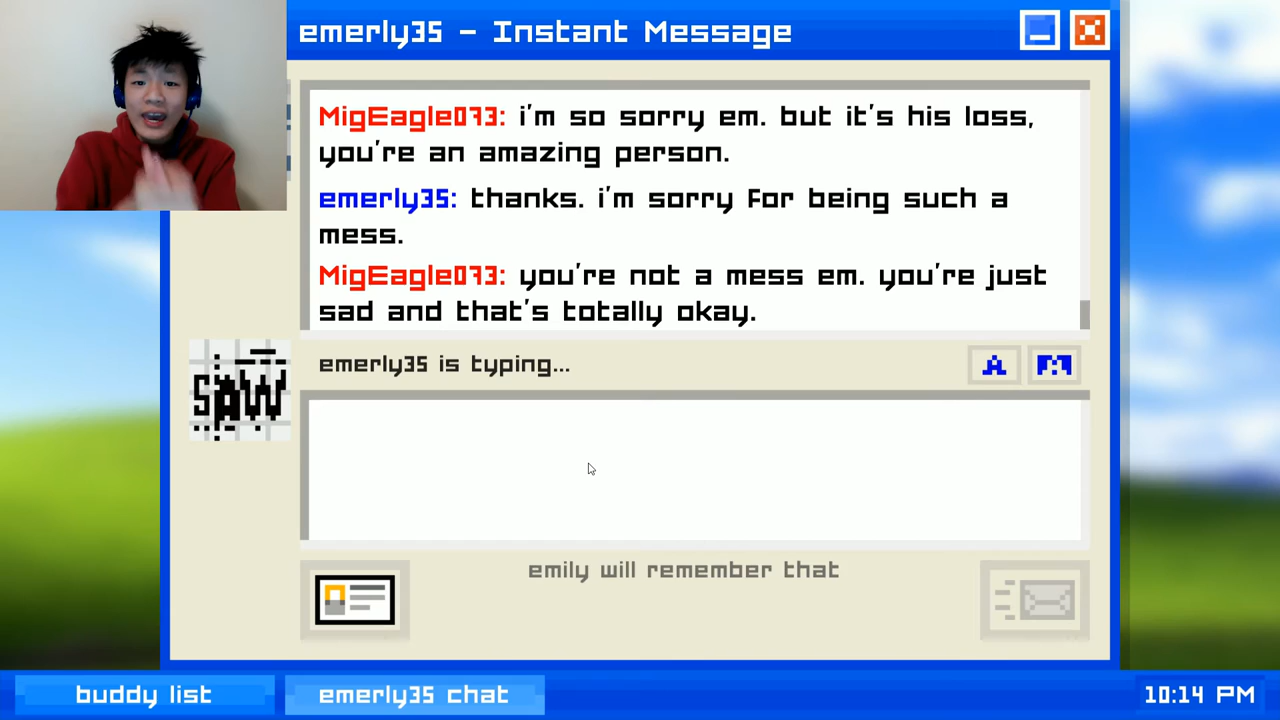 emerly35 - Instant Message
MigEagle073: i'm so sorry em. but it's his loss,
you're an amazing person.
emerly35: thanks. i'm sorry for being such a
mess.
MigEagle073: you're not a mess em. you're just
sad and that's totally okay.
emerly35 is typing...
A
SAW
emily will remember that
buddy list
emerly35 chat
10:14 PM